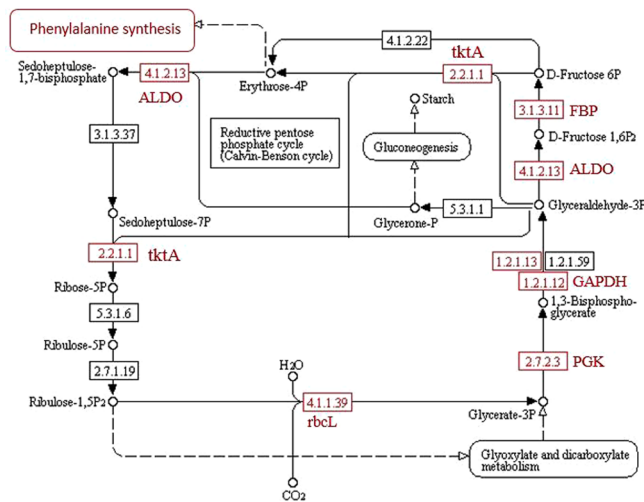 Phenylalanine synthesis
4.1.2.22
tktA
Sedoheptulose-
1,7-bisphosphate
4.1.2.13
ALDO
Erythrose-4P
2.2.1.1
D-Fructose 6P
Starch
3.1.3.11
FBP
3.1.3.37
Reductive pentose
phosphate cycle
(Calvin-Benson cycle)
Gluconeogenesis
D-Fructose 1,6P2
4.1.2.13
ALDO
Sedoheptulose-7P
Glycerone-P
5.3.1.1
Glyceraldehyde-3P
2.2.1.1
tktA
1.2.1.13
1.2.1.59
1.2.1.12
GAPDH
Ribose-5P
1,3-Bisphospho-
glycerate
5.3.1.6
Ribulose-5P
2.7.2.3
PGK
2.7.1.19
H2O
Ribulose-1,5P2
4.1.1.39
rbcL
Glycerate-3P
Glyoxylate and dicarboxylate
metabolism
CO2